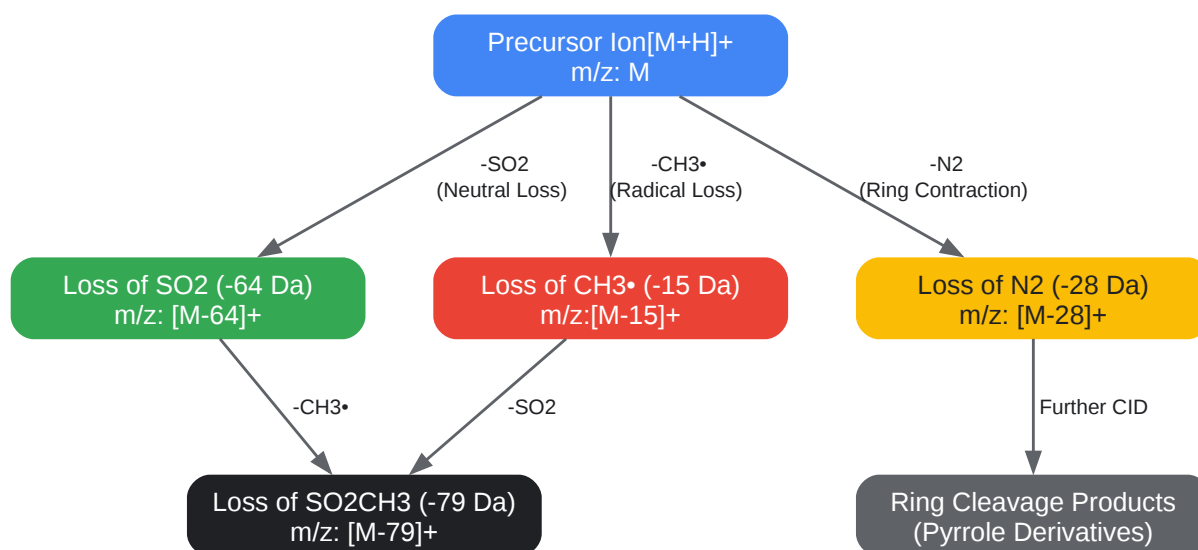 Precursor Ion[M+H]+
m/z: M
-SO2
(Neutral Loss)
-CH3•
(Radical Loss)
-N2
(Ring Contraction)
Loss of SO2 (-64 Da)
m/z: [M-64]+
Loss of CH3• (-15 Da)
m/z:[M-15]+
Loss of N2 (-28 Da)
m/z: [M-28]+
-CH3•
-SO2
Further CID
Loss of SO2CH3 (-79 Da)
m/z: [M-79]+
Ring Cleavage Products
(Pyrrole Derivatives)